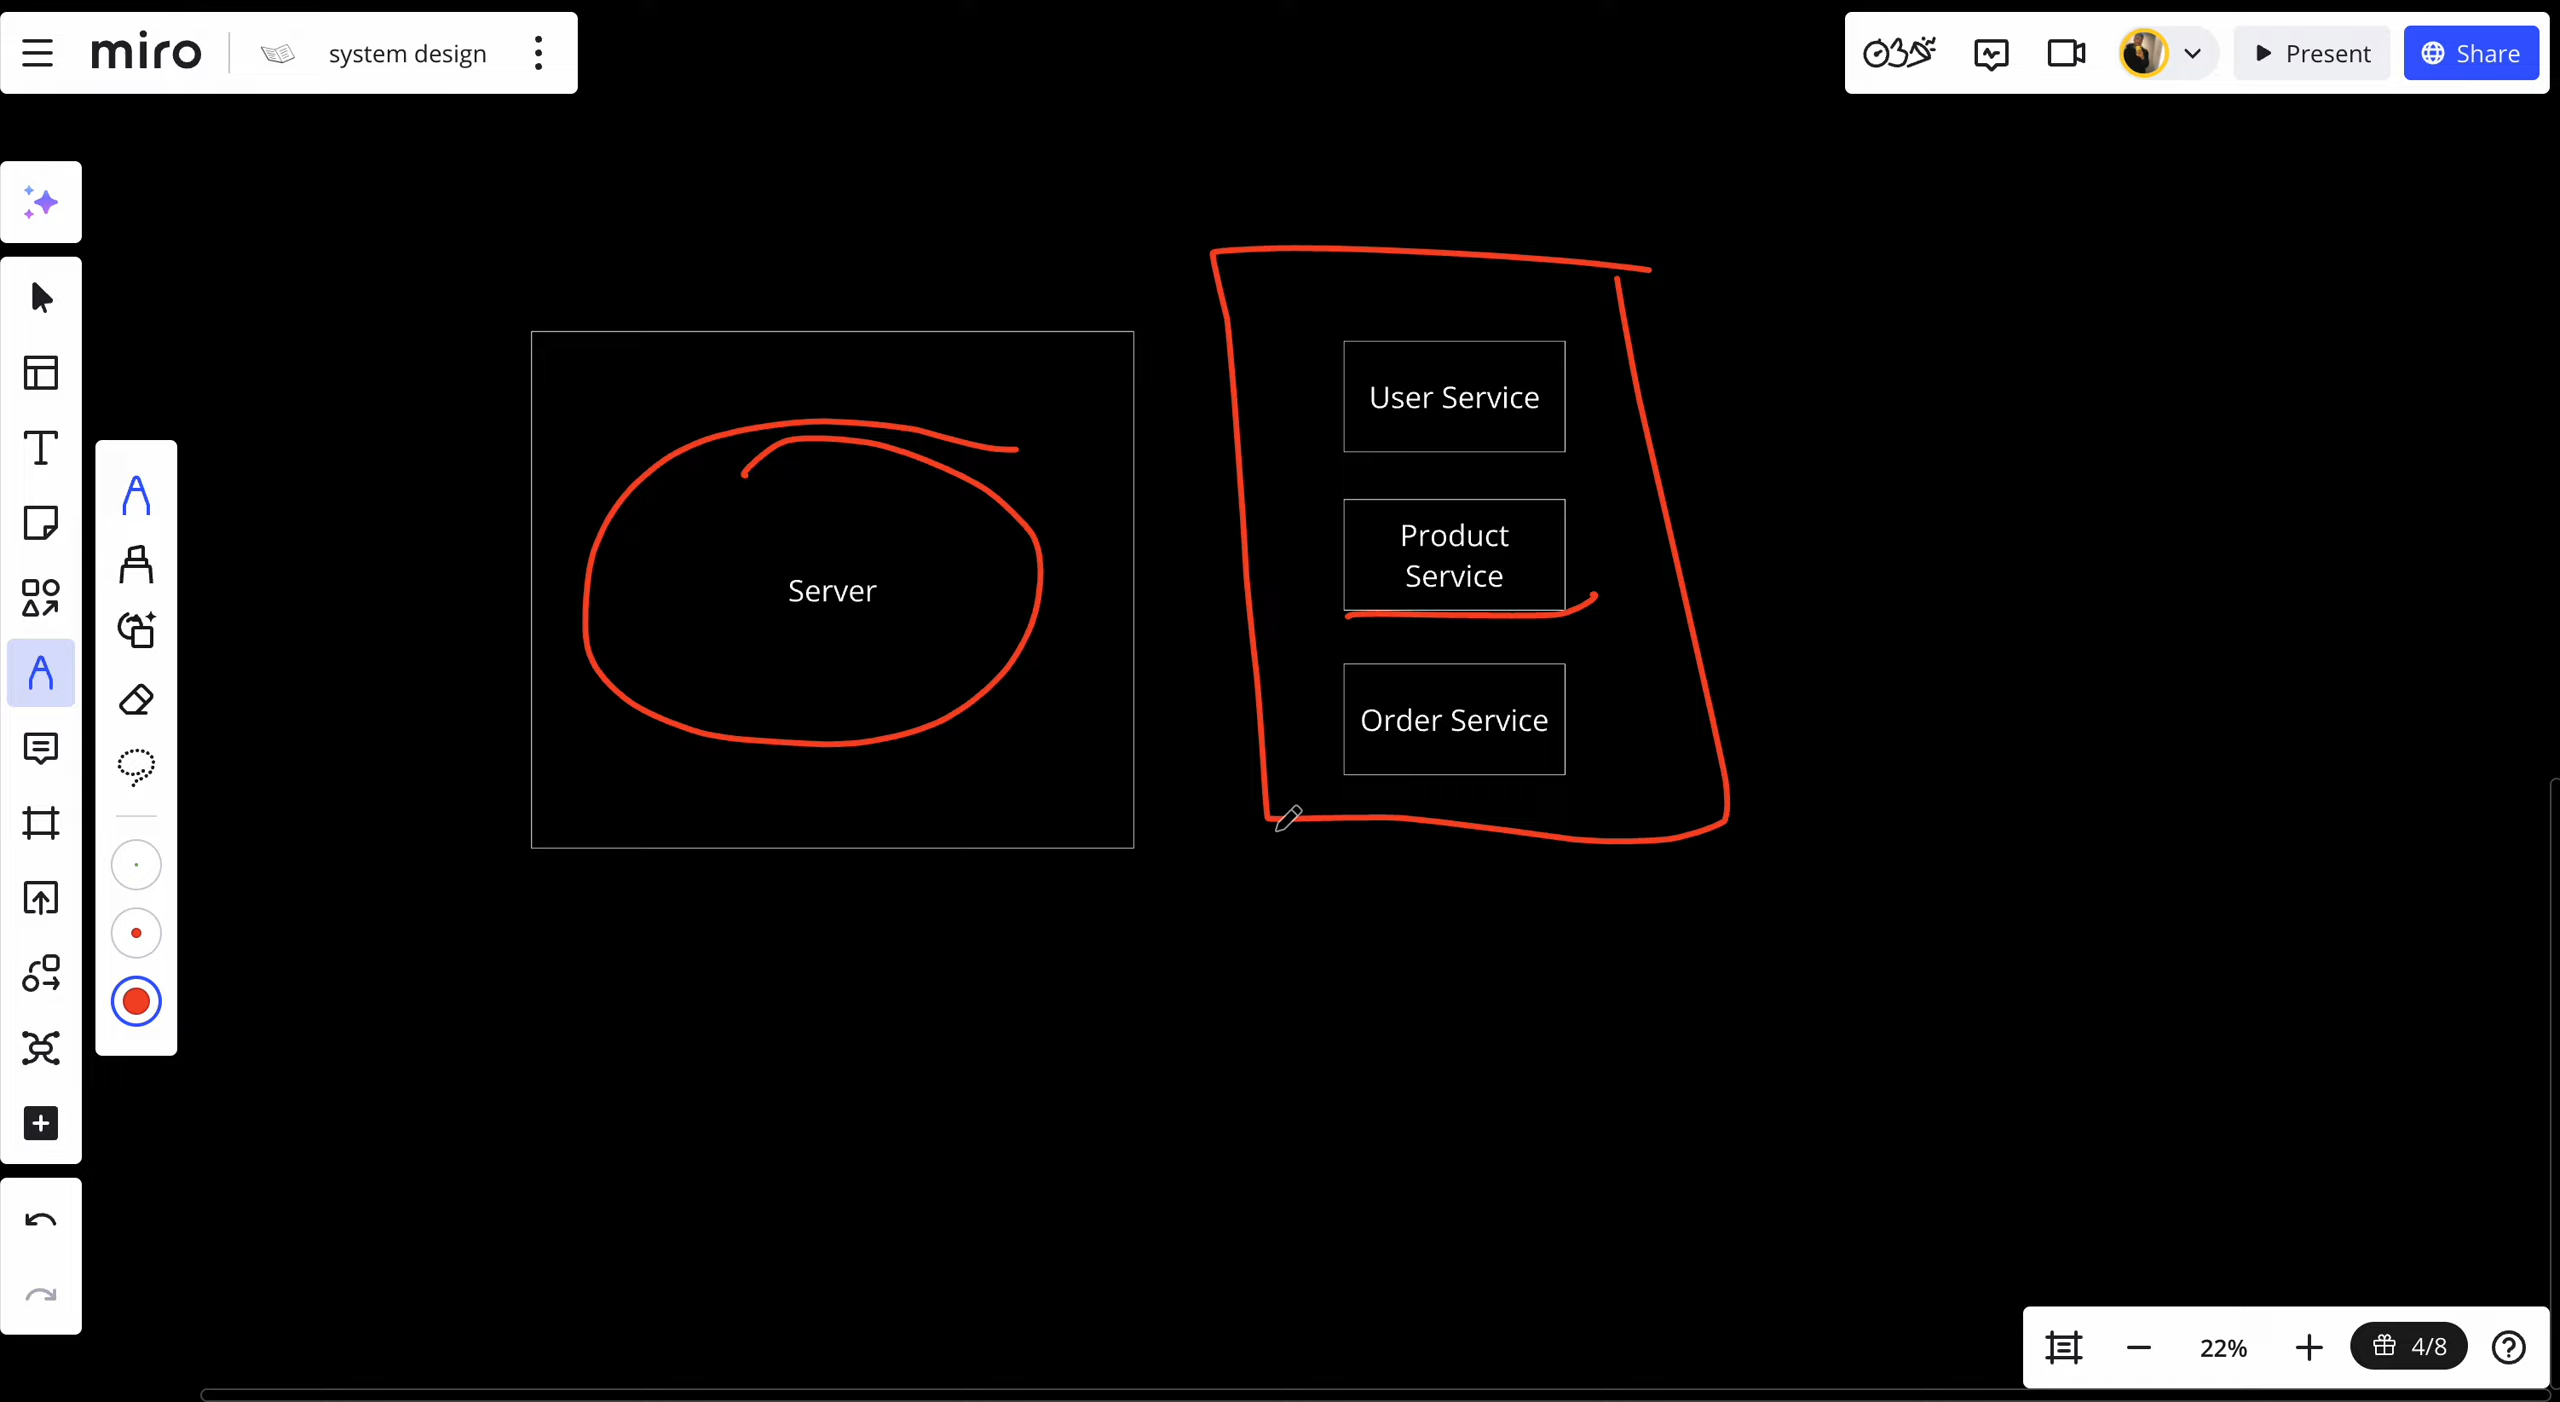 miro
system design
Present
Share
User Service
Product
Service
Server
Order Service
22%
4/8